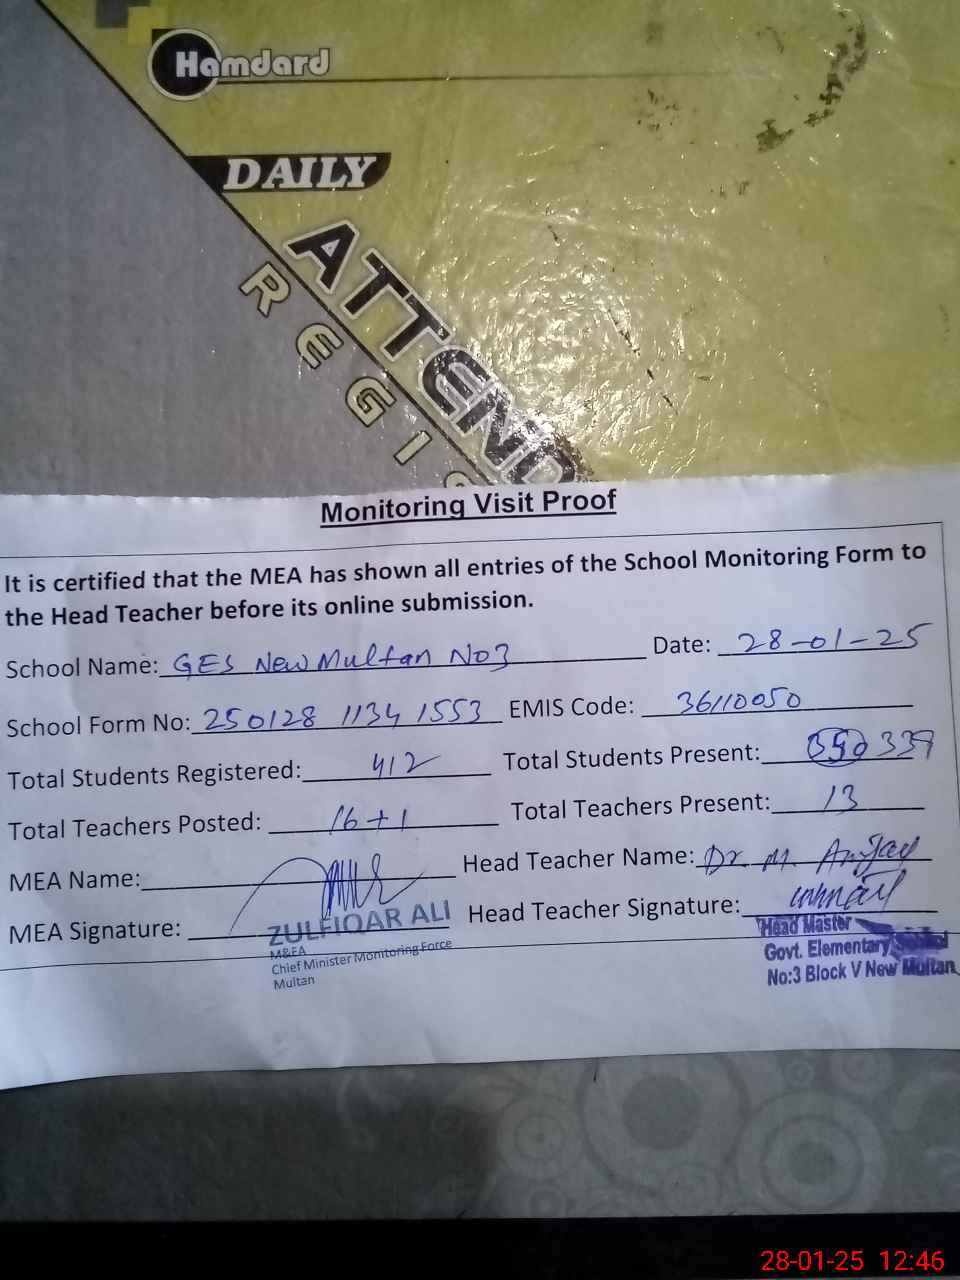 Hamdard
DAILY
ATTEND
REGIS
Monitoring Visit Proof
It is certified that the MEA has shown all entries of the School Monitoring Form to
the Head Teacher before its online submission.
School Name: GES New Multan No3 Date: 28-01-25
School Form No: 250128 1134 1553 EMIS Code: 36110050
Total Students Registered: 412 Total Students Present: 339
Total Teachers Posted: 16+1 Total Teachers Present: 13
MEA Name: Head Teacher Name: Dr. M.
MEA Signature: Head Teacher Signature:
ZULFIQAR ALI
M&EA
Chief Minister Monitoring Force
Multan
Head Master
Govt. Elementary School
No:3 Block V New Multan
28-01-25 12:46